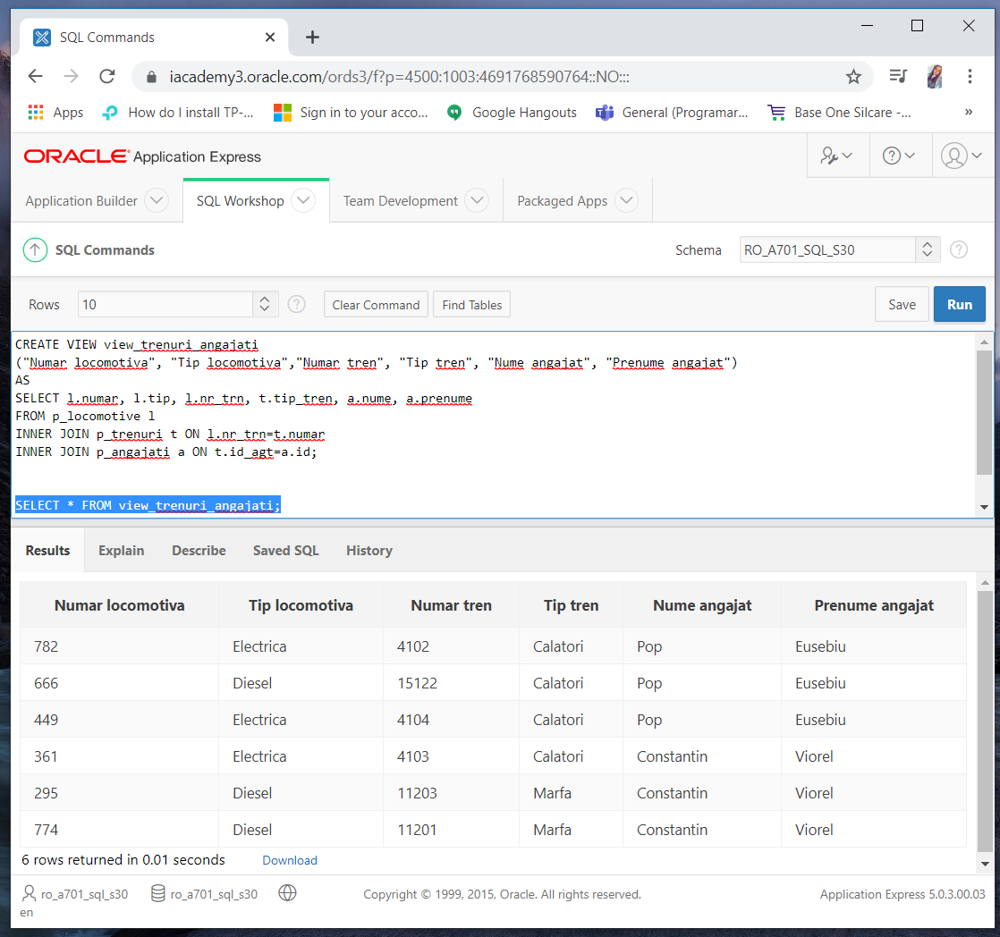 SQL Commands
iacademy3.oracle.com/ords3/f?p=4500:1003:4691768590764::NO:::
Apps How do I install TP-... Sign in to your acco... Google Hangouts General (Programar... Base One Silcare -... »
ORACLE® Application Express
Application Builder SQL Workshop Team Development Packaged Apps
SQL Commands Schema RO_A701_SQL_S30
Rows 10 Clear Command Find Tables Save Run
CREATE VIEW view_trenuri_angajati
("Numar locomotiva", "Tip locomotiva","Numar tren", "Tip tren", "Nume angajat", "Prenume angajat")
AS
SELECT l.numar, l.tip, l.nr_trn, t.tip_tren, a.nume, a.prenume
FROM p_locomotive l
INNER JOIN p_trenuri t ON l.nr_trn=t.numar
INNER JOIN p_angajati a ON t.id_agt=a.id;
SELECT * FROM view_trenuri_angajati;
Results Explain Describe Saved SQL History
Numar locomotiva Tip locomotiva Numar tren Tip tren Nume angajat Prenume angajat
782 Electrica 4102 Calatori Pop Eusebiu
666 Diesel 15122 Calatori Pop Eusebiu
449 Electrica 4104 Calatori Pop Eusebiu
361 Electrica 4103 Calatori Constantin Viorel
295 Diesel 11203 Marfa Constantin Viorel
774 Diesel 11201 Marfa Constantin Viorel
6 rows returned in 0.01 seconds Download
ro_a701_sql_s30 ro_a701_sql_s30 Copyright © 1999, 2015, Oracle. All rights reserved. Application Express 5.0.3.00.03
en